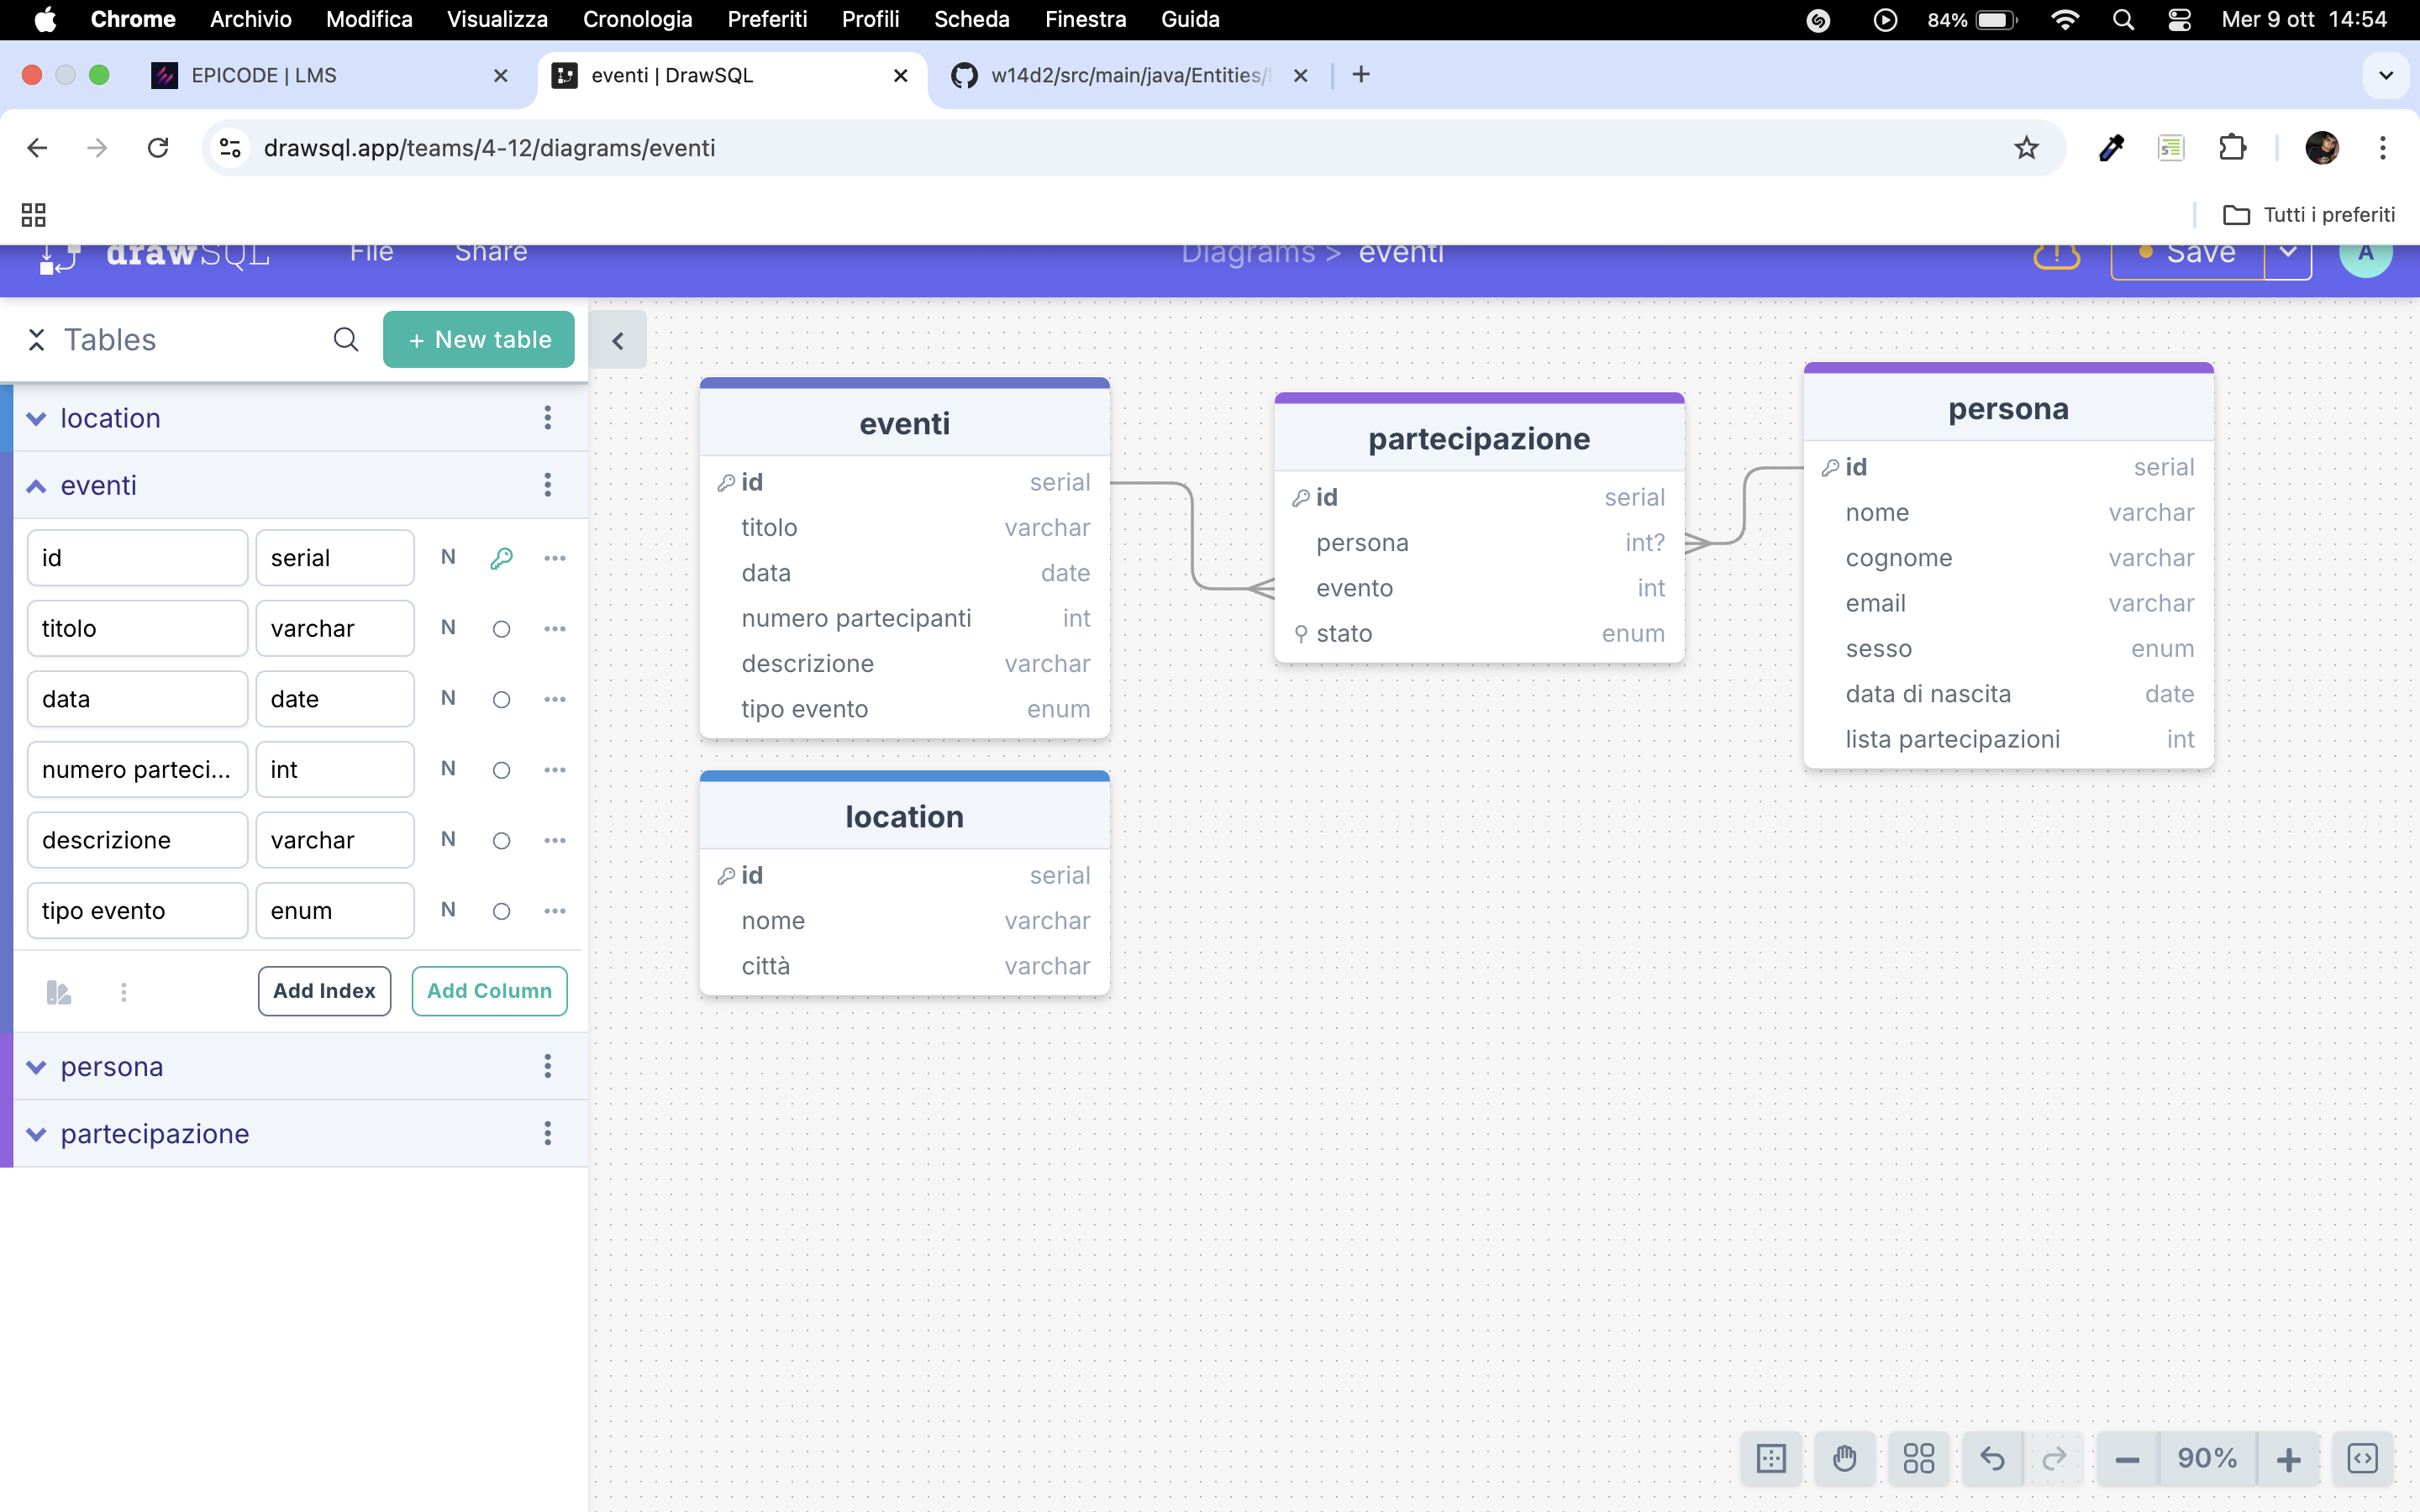 Chrome Archivio Modifica Visualizza Cronologia Preferiti Profili Scheda Finestra Guida 84% Mer 9 ott 14:54
EPICODE | LMS eventi | DrawSQL w14d2/src/main/java/Entities/
drawsql.app/teams/4-12/diagrams/eventi
Tutti i preferiti
drawSQL File Share Diagrams > eventi Save A
Tables + New table
location
eventi
id serial N
titolo varchar N
data date N
numero parteci... int N
descrizione varchar N
tipo evento enum N
Add Index Add Column
persona
partecipazione
eventi
id serial
titolo varchar
data date
numero partecipanti int
descrizione varchar
tipo evento enum
location
id serial
nome varchar
città varchar
partecipazione
id serial
persona int?
evento int
stato enum
persona
id serial
nome varchar
cognome varchar
email varchar
sesso enum
data di nascita date
lista partecipazioni int
90%